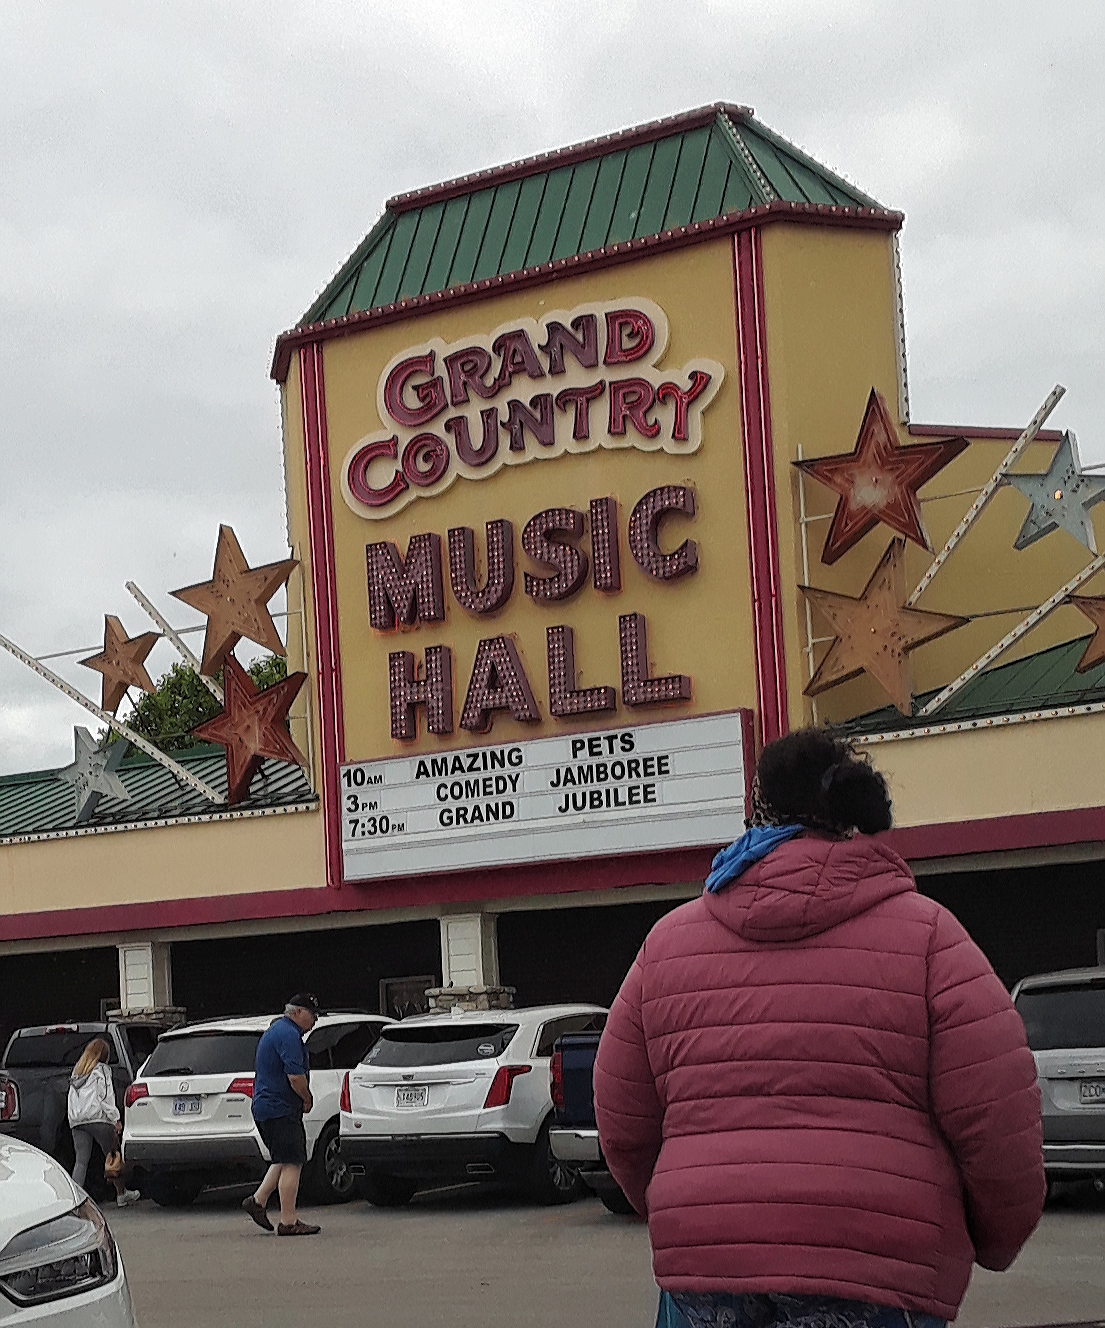 GRAND
COUNTRY
MUSIC
HALL
10AM AMAZING PETS
3PM COMEDY JAMBOREE
7:30PM GRAND JUBILEE